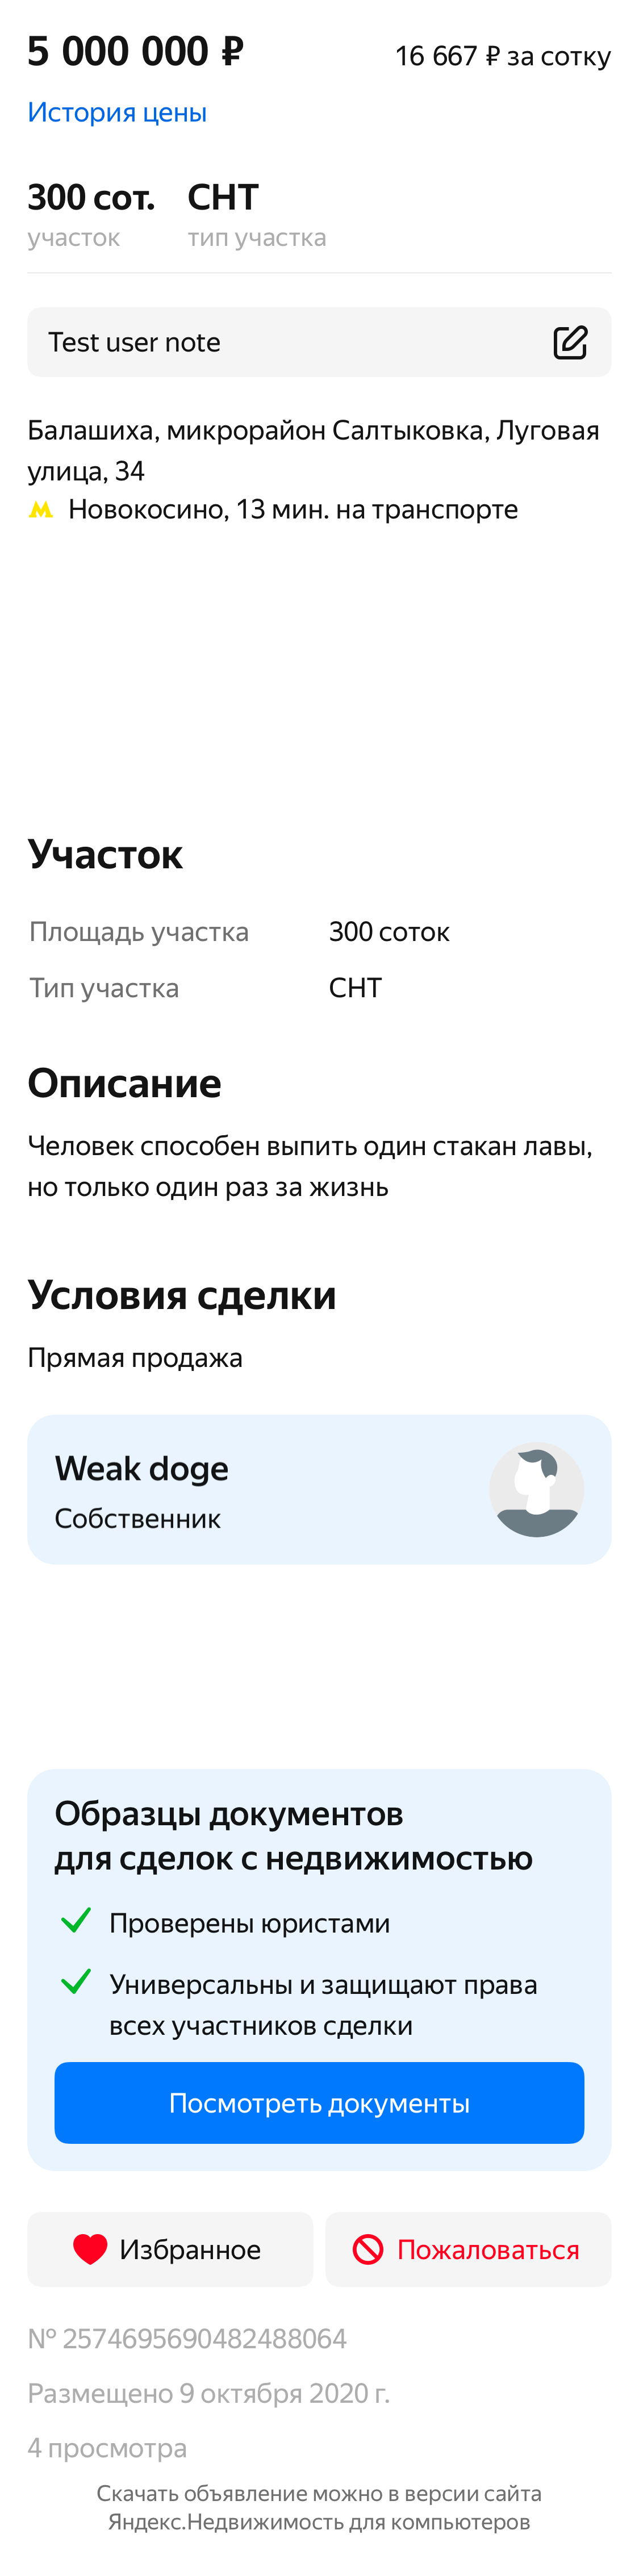 5 000 000 ₽
16 667 ₽ за сотку
История цены
300 сот.
СНТ
участок
тип участка
Test user note
Балашиха, микрорайон Салтыковка, Луговая
улица, 34
Новокосино, 13 мин. на транспорте
Участок
Площадь участка
300 соток
Тип участка
СНТ
Описание
Человек способен выпить один стакан лавы,
но только один раз за жизнь
Условия сделки
Прямая продажа
Weak doge
Собственник
Образцы документов
для сделок с недвижимостью
Проверены юристами
Универсальны и защищают права
всех участников сделки
Посмотреть документы
Избранное
Пожаловаться
№ 2574695690482488064
Размещено 9 октября 2020 г.
4 просмотра
Скачать объявление можно в версии сайта
Яндекс.Недвижимость для компьютеров